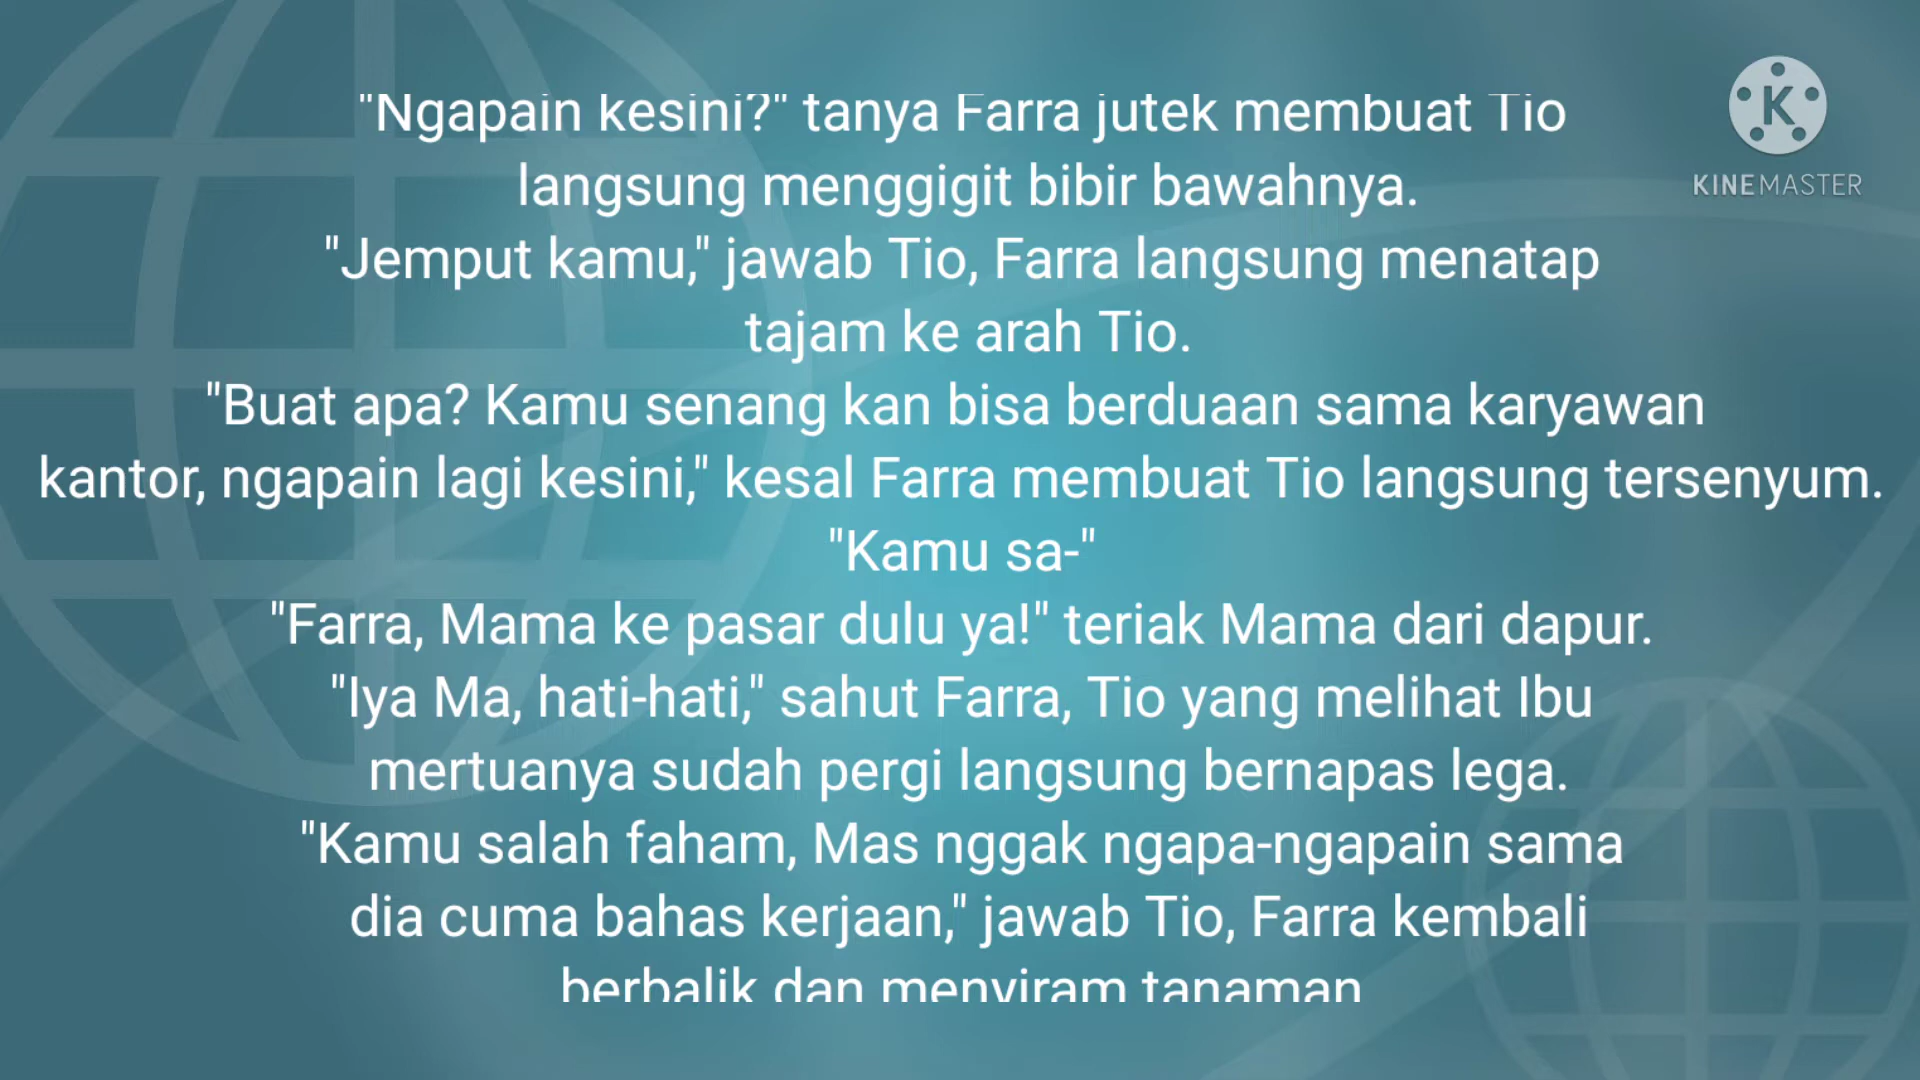 "Ngapain kesini?" tanya Farra jutek membuat Tio
langsung menggigit bibir bawahnya.
"Jemput kamu," jawab Tio, Farra langsung menatap
tajam ke arah Tio.
"Buat apa? Kamu senang kan bisa berduaan sama karyawan
kantor, ngapain lagi kesini," kesal Farra membuat Tio langsung tersenyum.
"Kamu sa-"
"Farra, Mama ke pasar dulu ya!" teriak Mama dari dapur.
"Iya Ma, hati-hati," sahut Farra, Tio yang melihat Ibu
mertuanya sudah pergi langsung bernapas lega.
"Kamu salah faham, Mas nggak ngapa-ngapain sama
dia cuma bahas kerjaan," jawab Tio, Farra kembali
berbalik dan menyiram tanaman
K
KINEMASTER